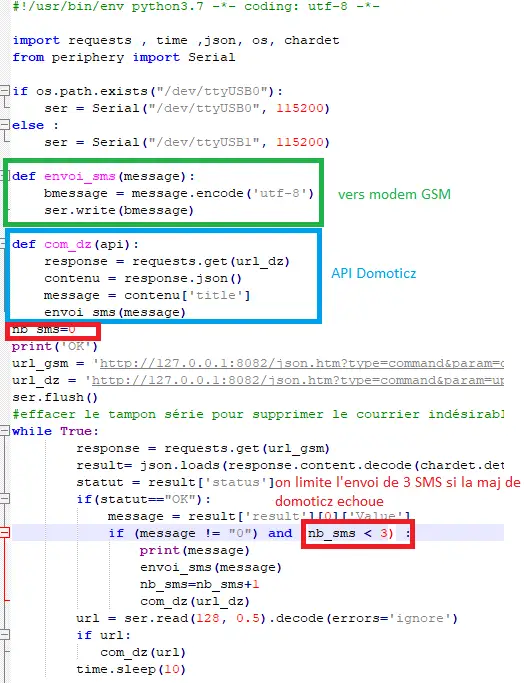 #!/usr/bin/env python3.7 -*- coding: utf-8 -*-
import requests , time ,json, os, chardet
from periphery import Serial
if os.path.exists("/dev/ttyUSB0"):
ser = Serial("/dev/ttyUSB0", 115200)
else :
ser = Serial("/dev/ttyUSB1", 115200)
def envoi_sms(message):
bmessage = message.encode('utf-8')
ser.write(bmessage)
vers modem GSM
def com_dz(api):
response = requests.get(url_dz)
contenu = response.json()
message = contenu['title']
envoi_sms(message)
API Domoticz
nb_sms=0
print('OK')
url_gsm = 'http://127.0.0.1:8082/json.htm?type=command&param=
url_dz = 'http://127.0.0.1:8082/json.htm?type=command&param=up
ser.flush()
#effacer le tampon série pour supprimer le courrier indésirabl
while True:
response = requests.get(url_gsm)
result= json.loads(response.content.decode(chardet.det
statut = result['status']
on limite l'envoi de 3 SMS si la maj de
domoticz echoue
if(statut=="OK"):
message = result['result'][0]['Value']
if (message != "0") and nb_sms < 3) :
print(message)
envoi_sms(message)
nb_sms=nb_sms+1
com_dz(url_dz)
url = ser.read(128, 0.5).decode(errors='ignore')
if url:
com_dz(url)
time.sleep(10)